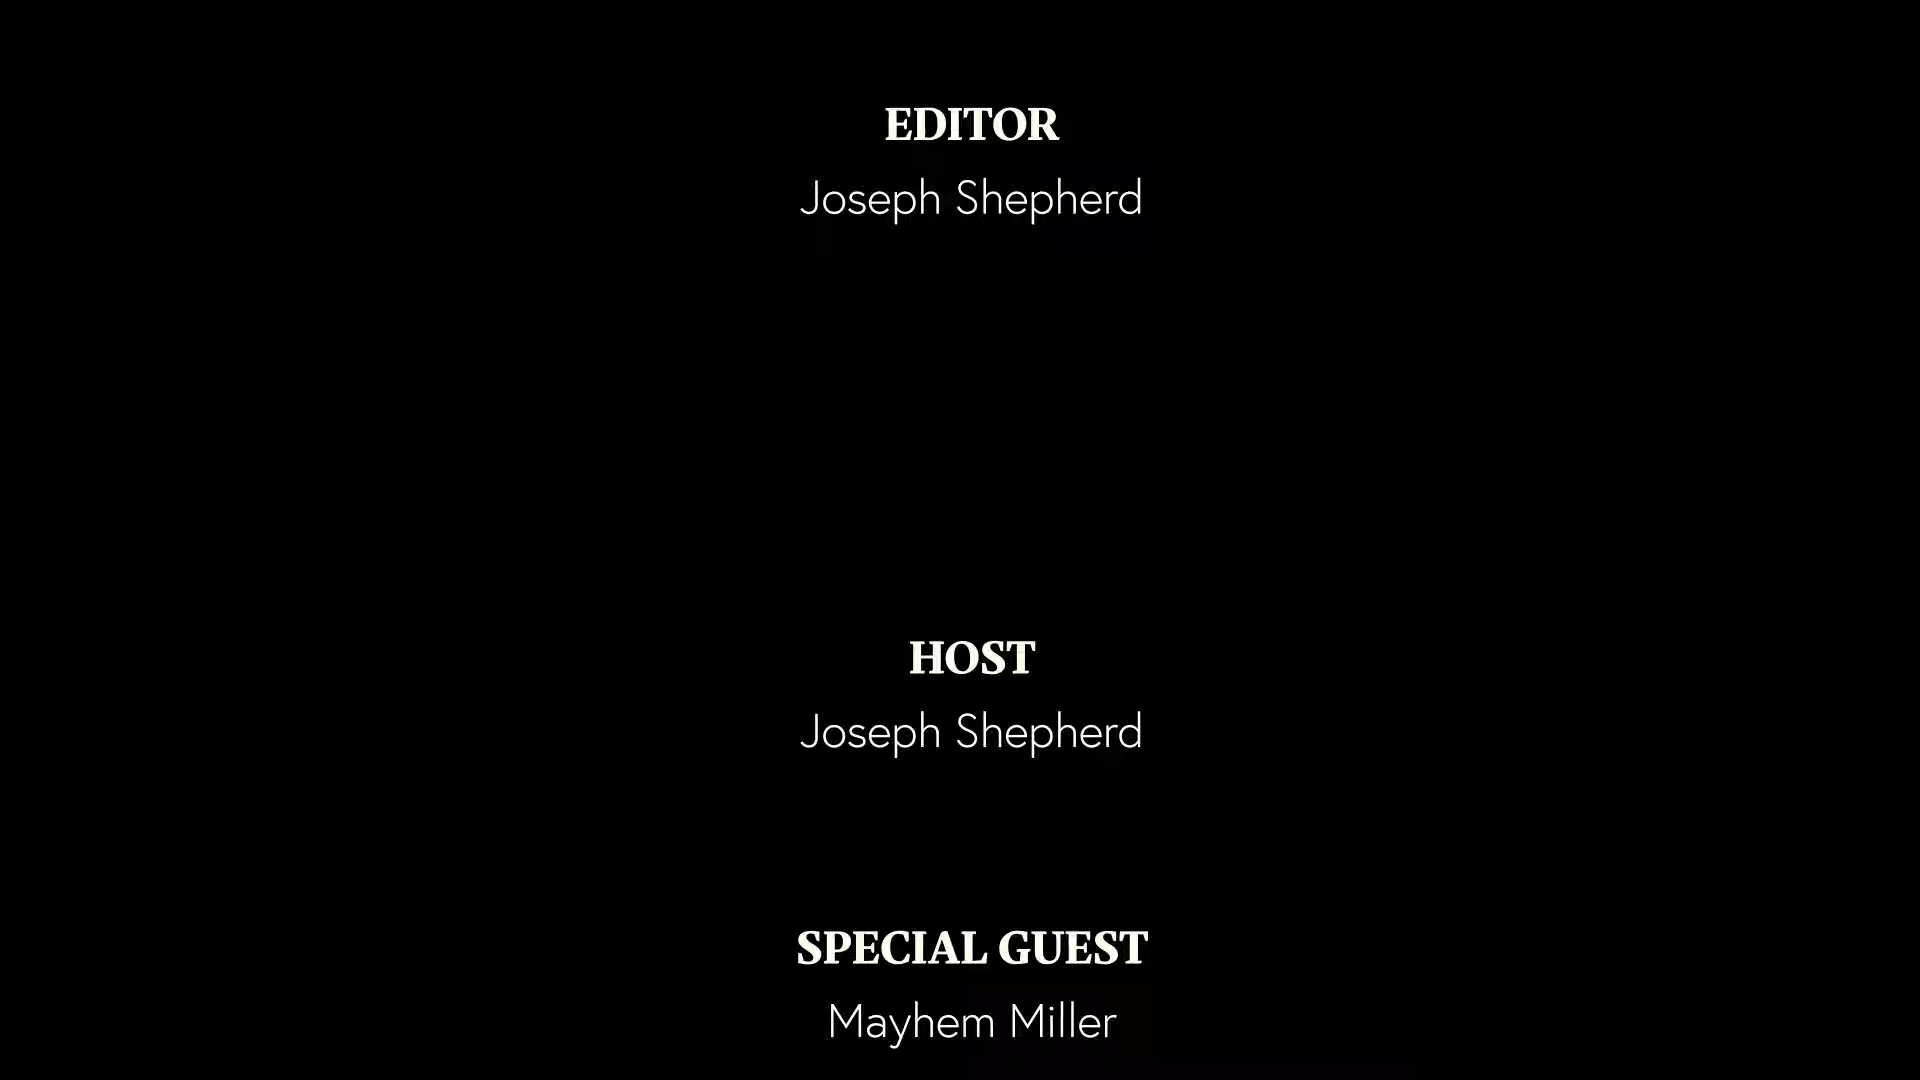 EDITOR
Joseph Shepherd
HOST
Joseph Shepherd
SPECIAL GUEST
Mayhem Miller